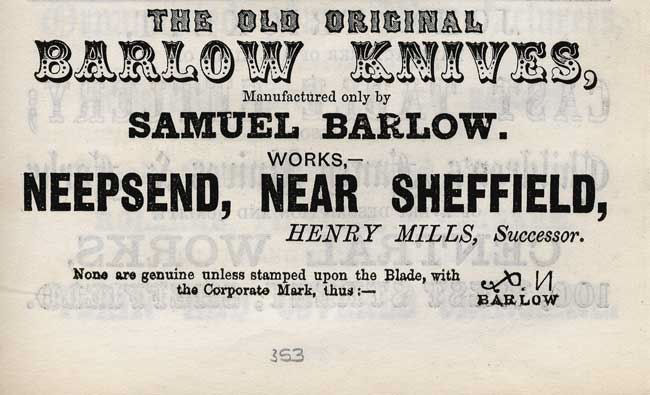 THE OLD ORIGINAL
BARLOW KNIVES,
Manufactured only by
SAMUEL BARLOW.
WORKS,—
NEEPSEND, NEAR SHEFFIELD,
HENRY MILLS, Successor.
None are genuine unless stamped upon the Blade, with
the Corporate Mark, thus:—
BARLOW
353